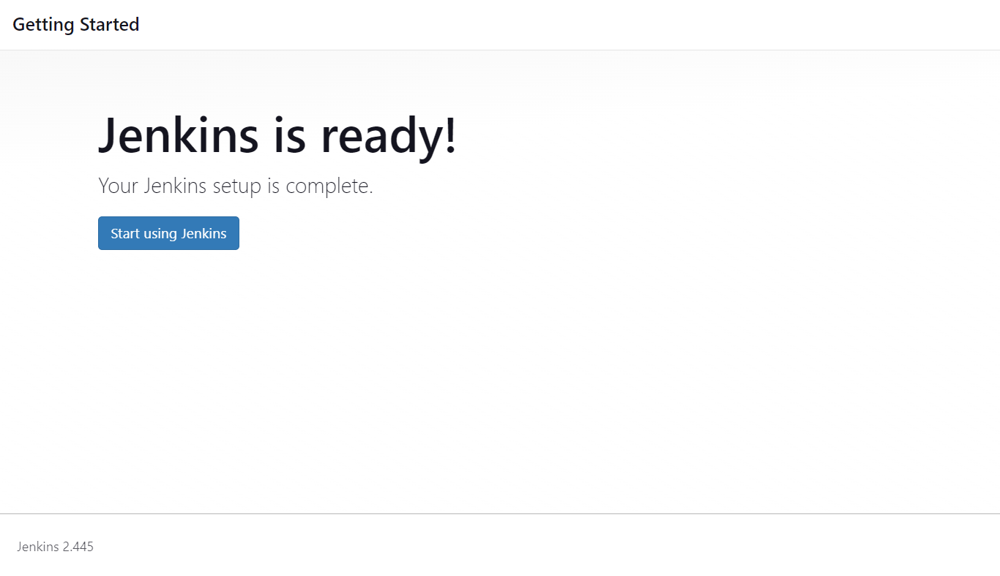 Getting Started
Jenkins is ready!
Your Jenkins setup is complete.
Start using Jenkins
Jenkins 2.445